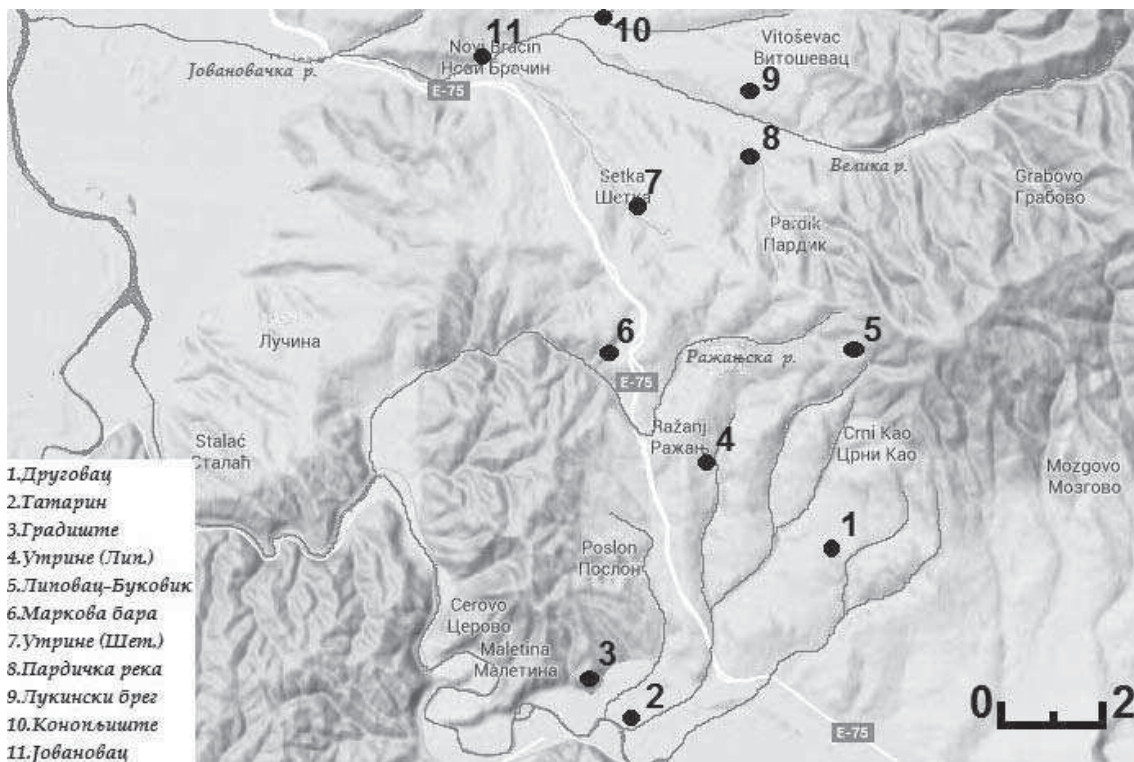 11
10
Novi Bračin
Нови Брачин
Vitoševac
Витошевац
Јовановачка р.
E-75
9
8
Велика р.
Setka
Шетка
7
Grabovo
Грабово
Pardik
Пардик
Лучина
6
5
Ражањска р.
E-75
Ražanj
Ражањ
4
Crni Kao
Црни Као
Stalać
Сталаћ
Mozgovo
Мозгово
1
Poslon
Послон
Cerovo
Церово
Maletina
Малетина
3
2
0 2
E-75
1.Друговац
2.Татарин
3.Градиште
4.Утрине (Лип.)
5.Липовац-Буковик
6.Маркова бара
7.Утрине (Шет.)
8.Пардичка река
9.Лукински брег
10.Конопљиште
11.Јовановац